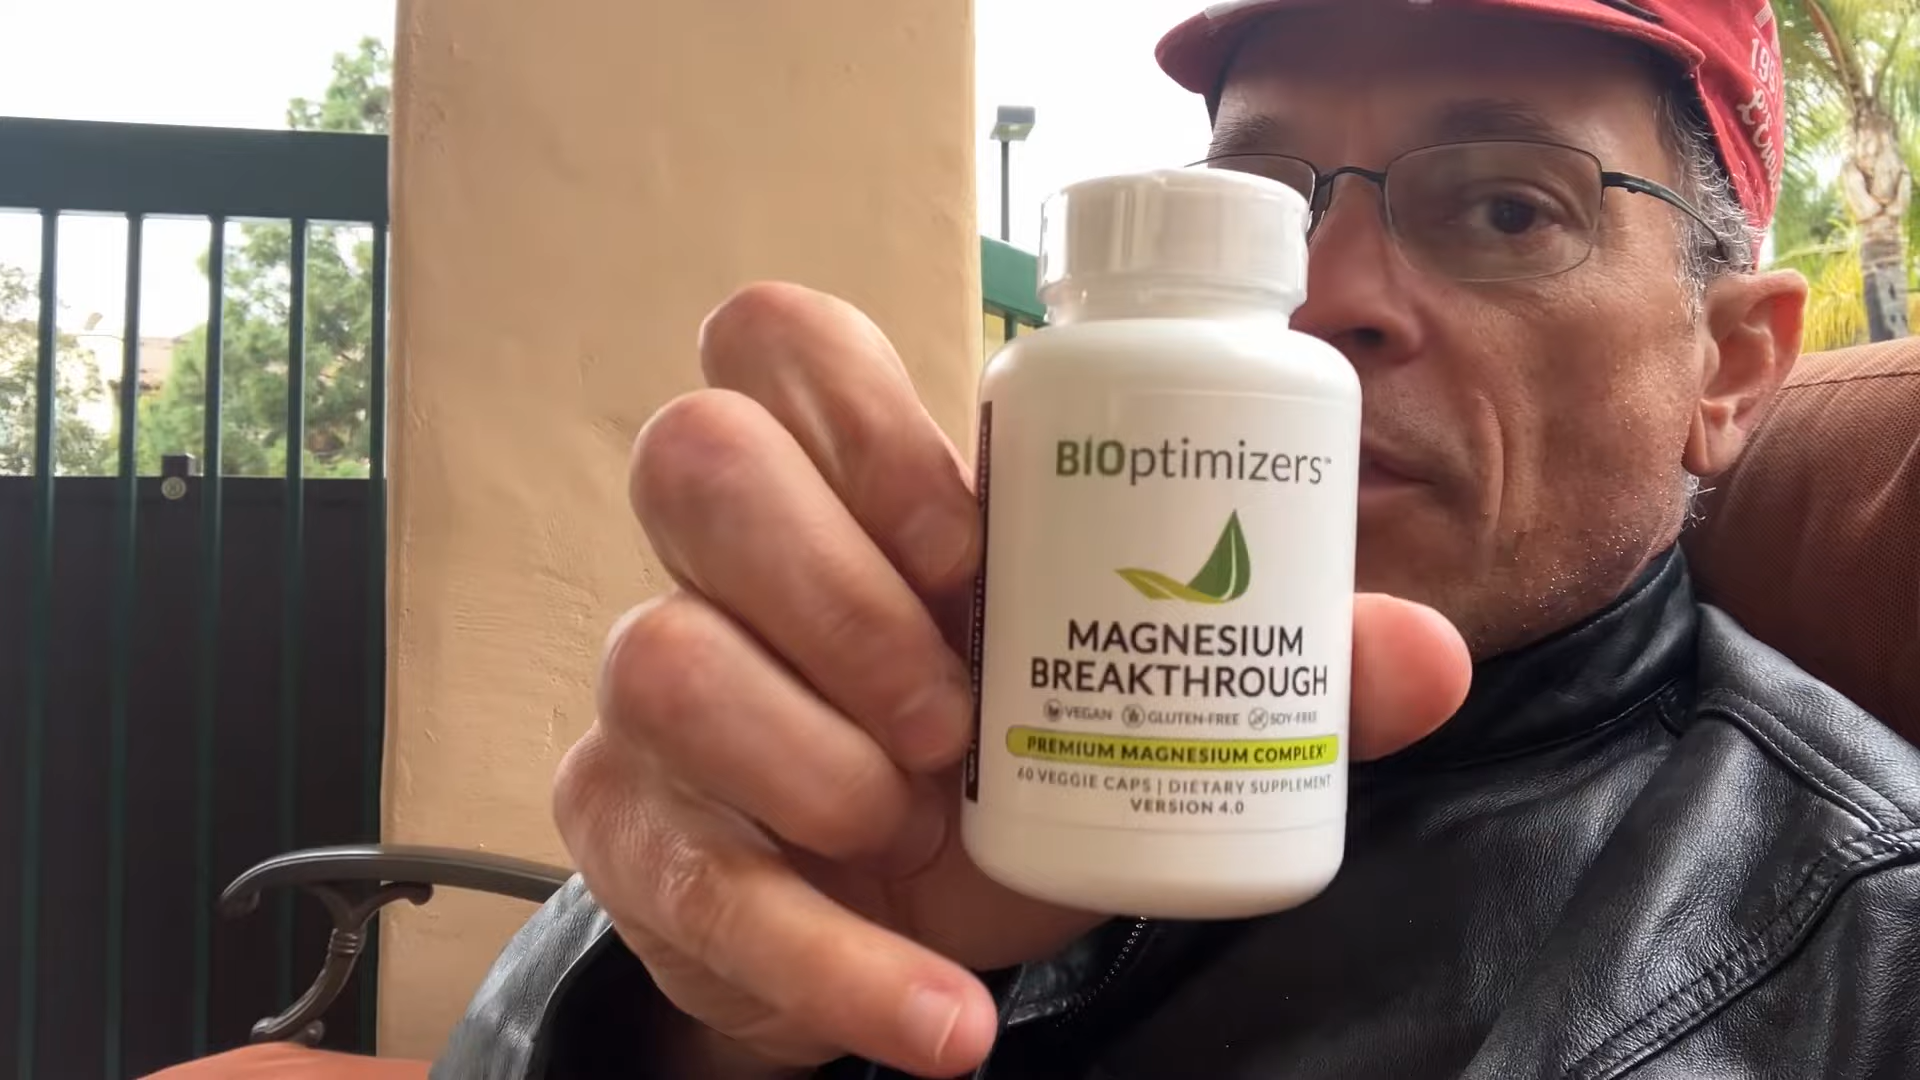 BIOptimizers™
MAGNESIUM
BREAKTHROUGH
VEGAN GLUTEN-FREE SOY-FREE
PREMIUM MAGNESIUM COMPLEX
60 VEGGIE CAPS | DIETARY SUPPLEMENT
VERSION 4.0